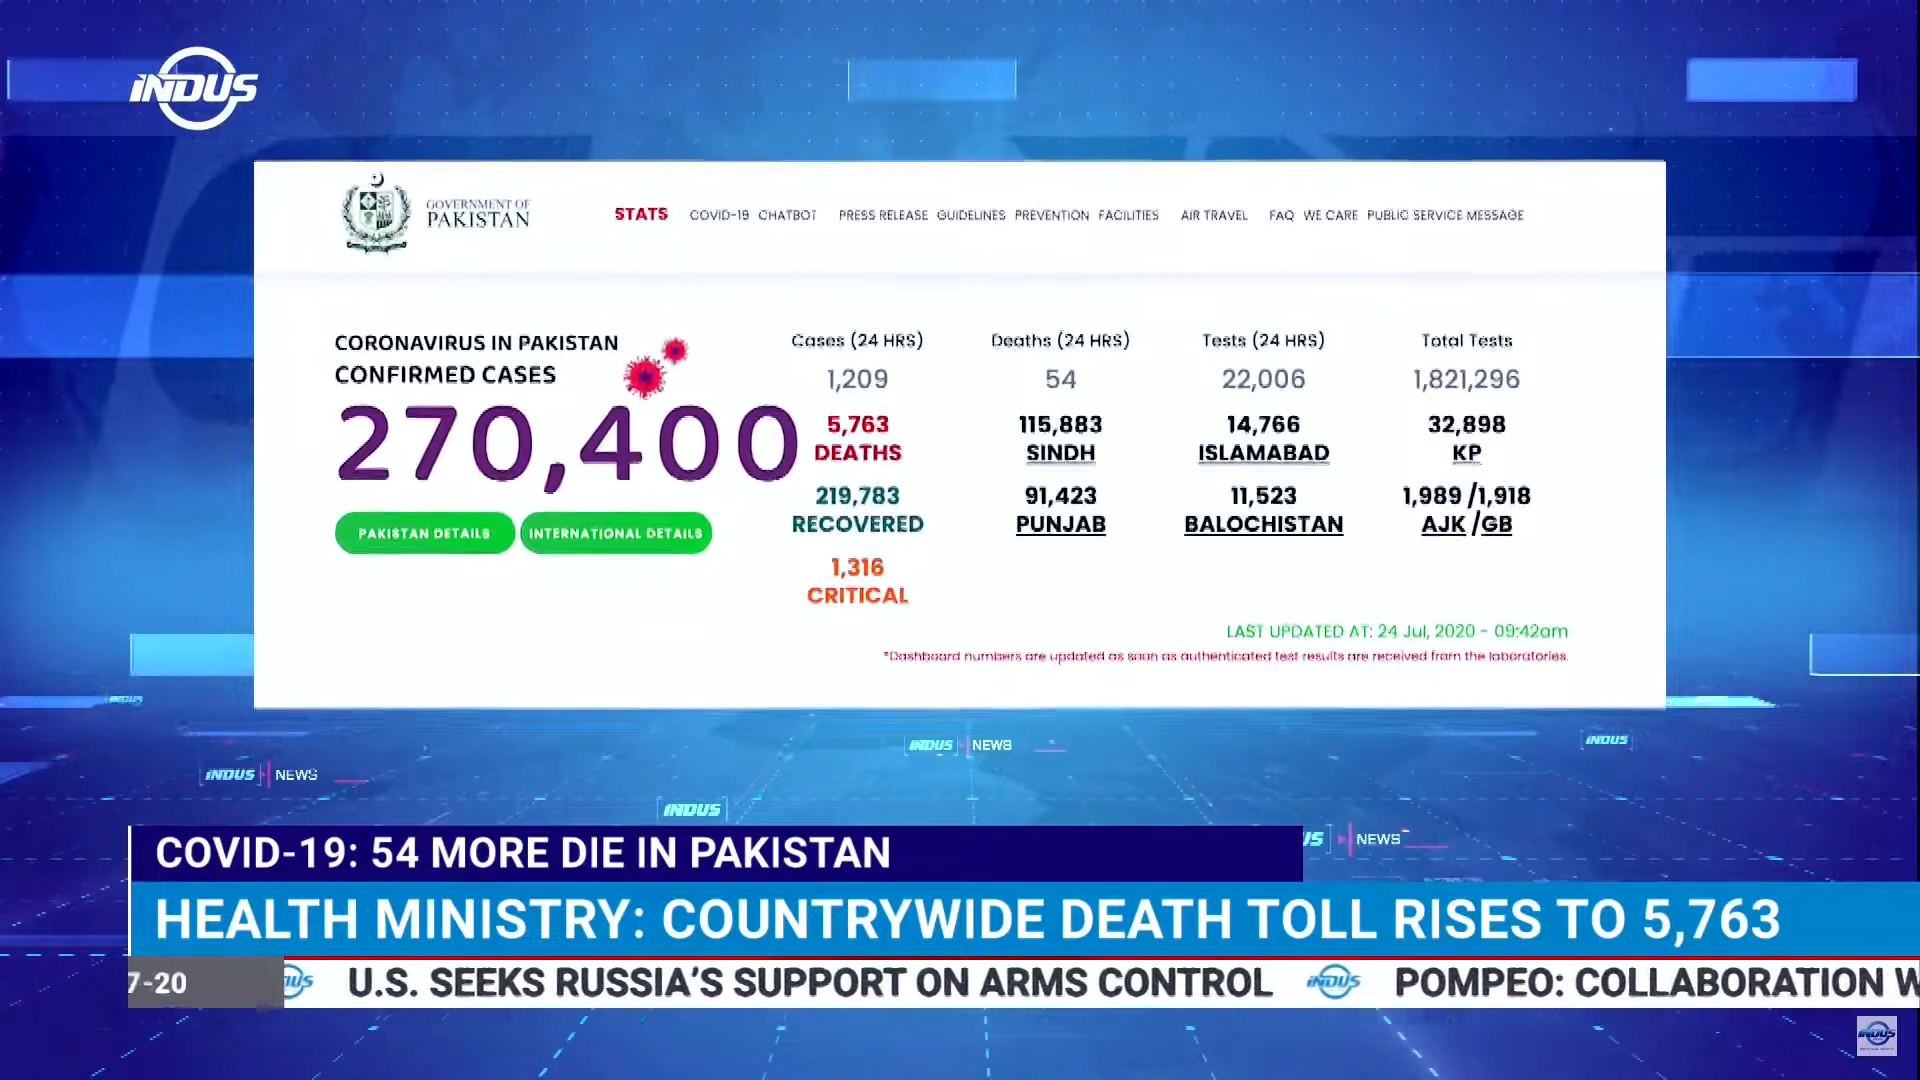 INDUS
GOVERNMENT OF
PAKISTAN
STATS COVID-19 CHATBOT PRESS RELEASE GUIDELINES PREVENTION FACILITIES AIR TRAVEL FAQ WE CARE PUBLIC SERVICE MESSAGE
CORONAVIRUS IN PAKISTAN
CONFIRMED CASES
270,400
PAKISTAN DETAILS INTERNATIONAL DETAILS
Cases (24 HRS) Deaths (24 HRS) Tests (24 HRS) Total Tests
1,209 54 22,006 1,821,296
5,763 115,883 14,766 32,898
DEATHS SINDH ISLAMABAD KP
219,783 91,423 11,523 1,989 /1,918
RECOVERED PUNJAB BALOCHISTAN AJK /GB
1,316
CRITICAL
LAST UPDATED AT: 24 Jul, 2020 - 09:42am
*Dashboard numbers are updated as soon as authenticated test results are received from the laboratories.
INDUS
INDUS NEWS
INDUS
INDUS NEWS
INDUS
US NEWS
COVID-19: 54 MORE DIE IN PAKISTAN
HEALTH MINISTRY: COUNTRYWIDE DEATH TOLL RISES TO 5,763
7-20 INDUS U.S. SEEKS RUSSIA'S SUPPORT ON ARMS CONTROL INDUS POMPEO: COLLABORATION W
INDUS